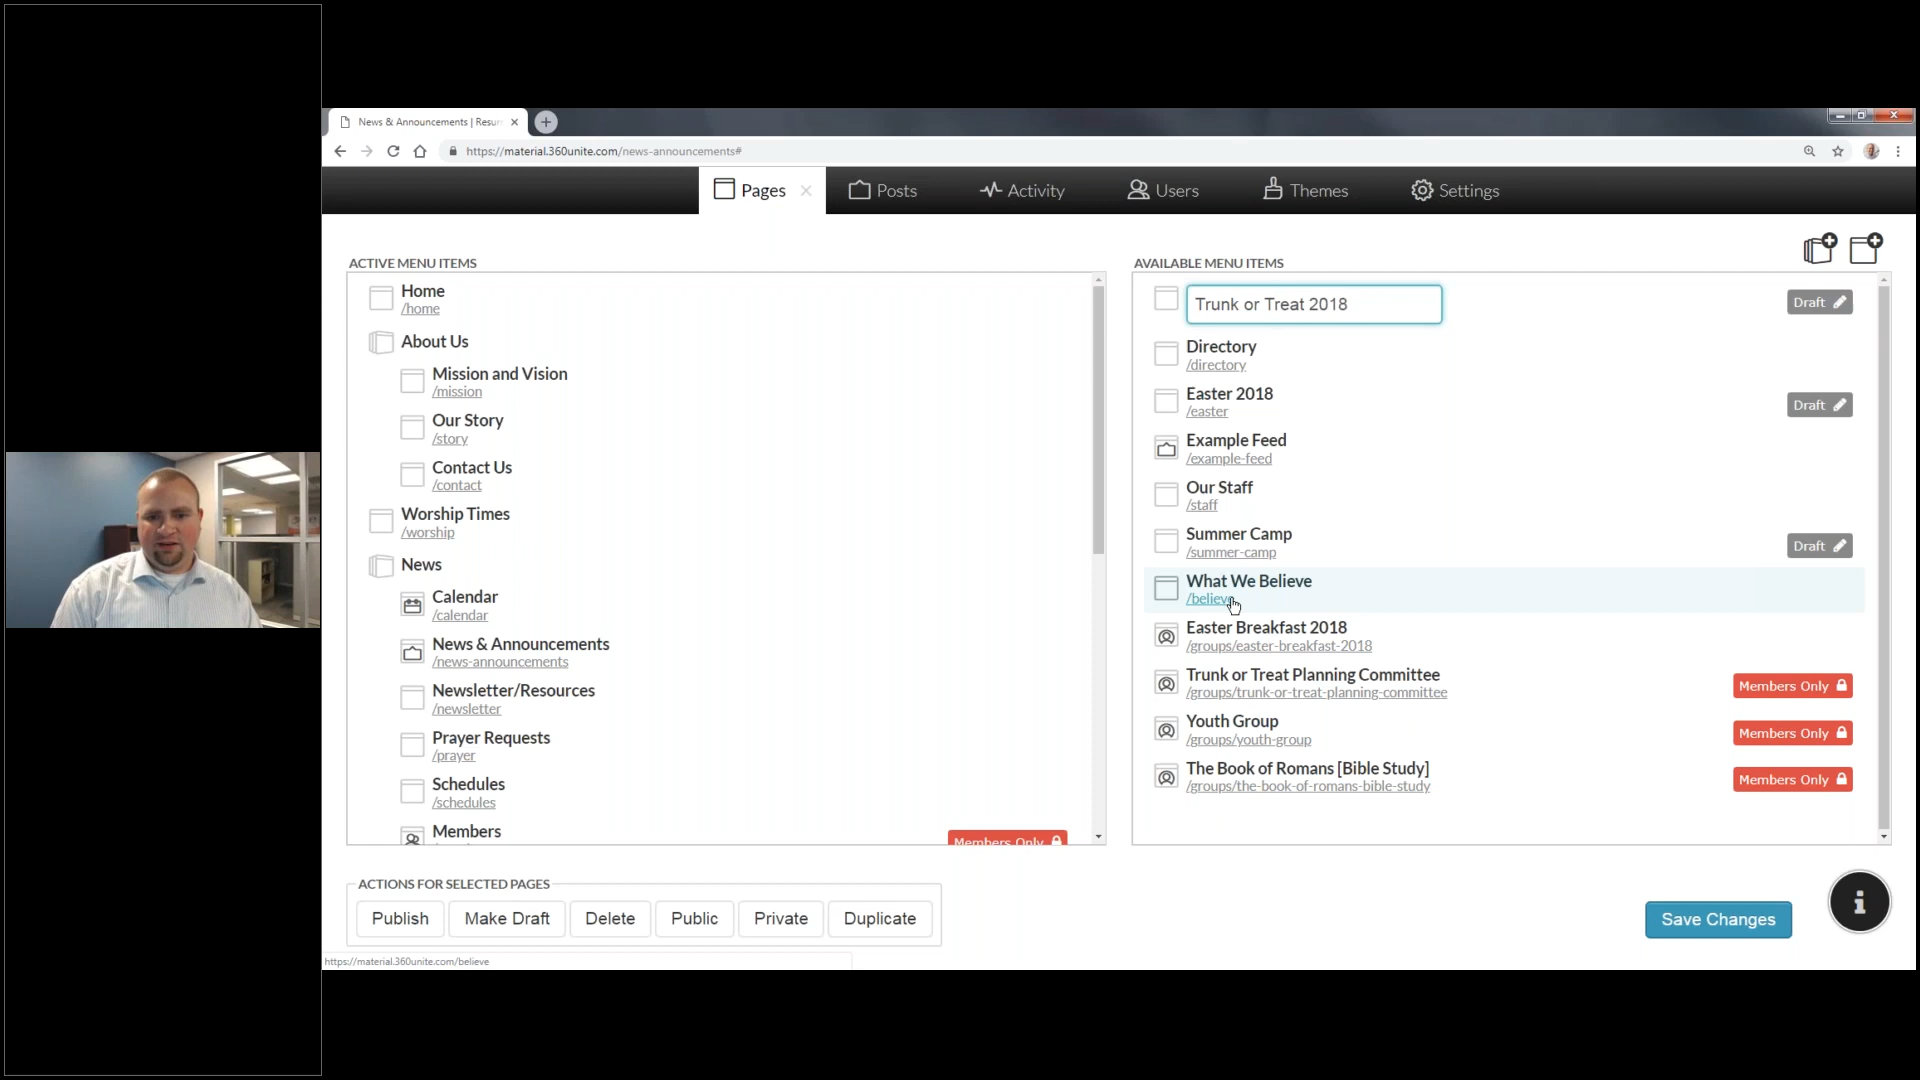 News & Announcements | Resur
https://material.360unite.com/news-announcements#
Pages
Posts
Activity
Users
Themes
Settings
ACTIVE MENU ITEMS
Home
/home
About Us
Mission and Vision
/mission
Our Story
/story
Contact Us
/contact
Worship Times
/worship
News
Calendar
/calendar
News & Announcements
/news-announcements
Newsletter/Resources
/newsletter
Prayer Requests
/prayer
Schedules
/schedules
Members
Members Only
AVAILABLE MENU ITEMS
Trunk or Treat 2018
Draft
Directory
/directory
Easter 2018
/easter
Draft
Example Feed
/example-feed
Our Staff
/staff
Summer Camp
/summer-camp
Draft
What We Believe
/believe
Easter Breakfast 2018
/groups/easter-breakfast-2018
Trunk or Treat Planning Committee
/groups/trunk-or-treat-planning-committee
Members Only
Youth Group
/groups/youth-group
Members Only
The Book of Romans [Bible Study]
/groups/the-book-of-romans-bible-study
Members Only
ACTIONS FOR SELECTED PAGES
Publish
Make Draft
Delete
Public
Private
Duplicate
Save Changes
https://material.360unite.com/believe